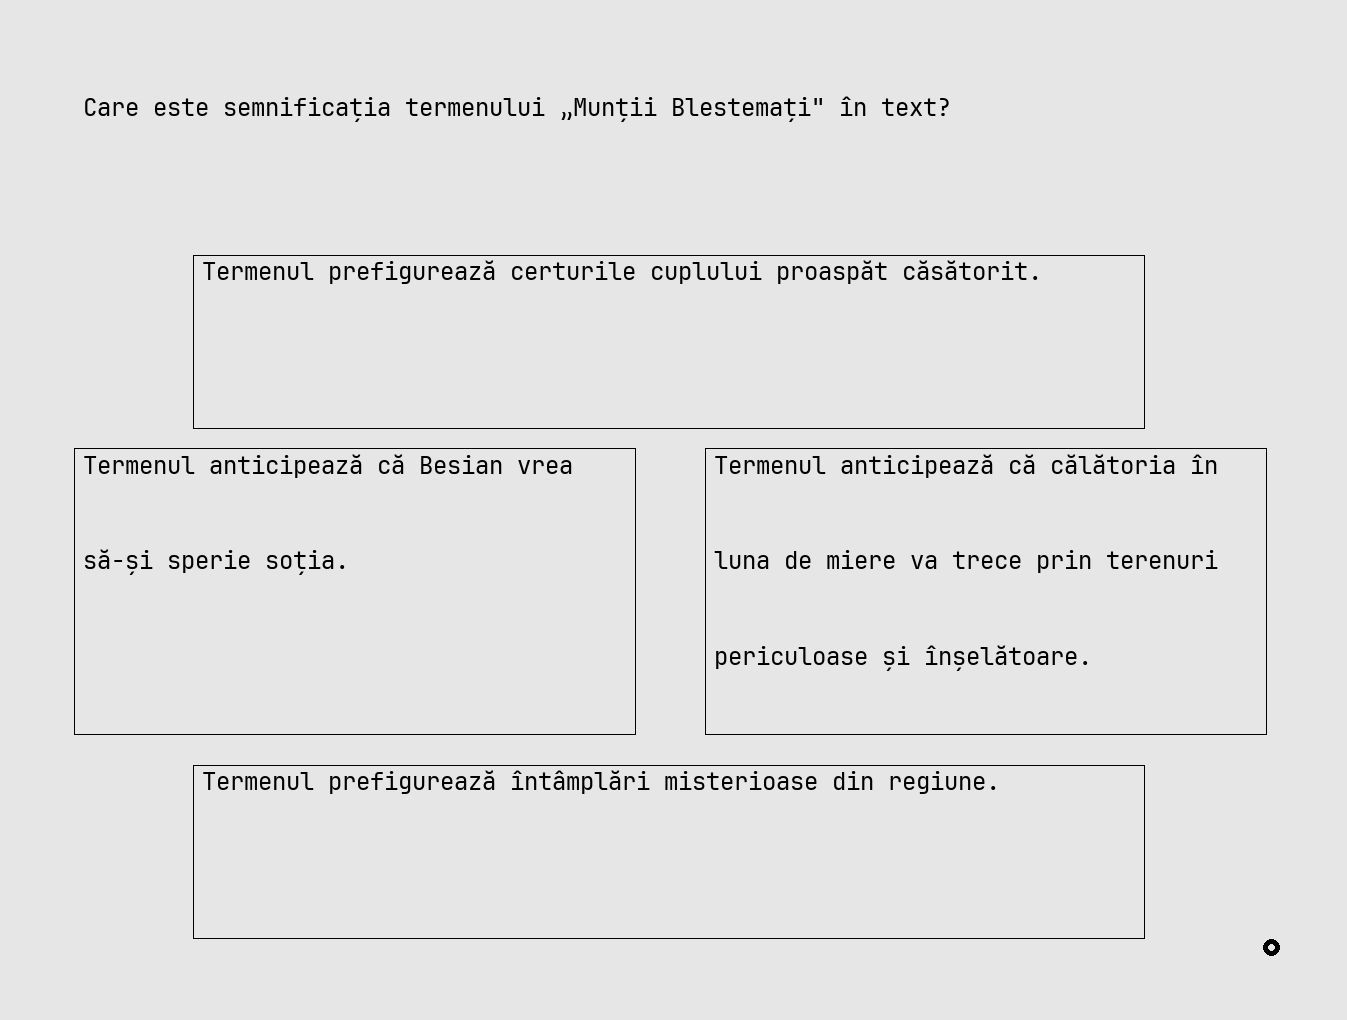 Care este semnificația termenului „Munții Blestemați" în text?
Termenul prefigurează certurile cuplului proaspăt căsătorit.
Termenul anticipează că Besian vrea
să-și sperie soția.
Termenul anticipează că călătoria în
luna de miere va trece prin terenuri
periculoase și înșelătoare.
Termenul prefigurează întâmplări misterioase din regiune.